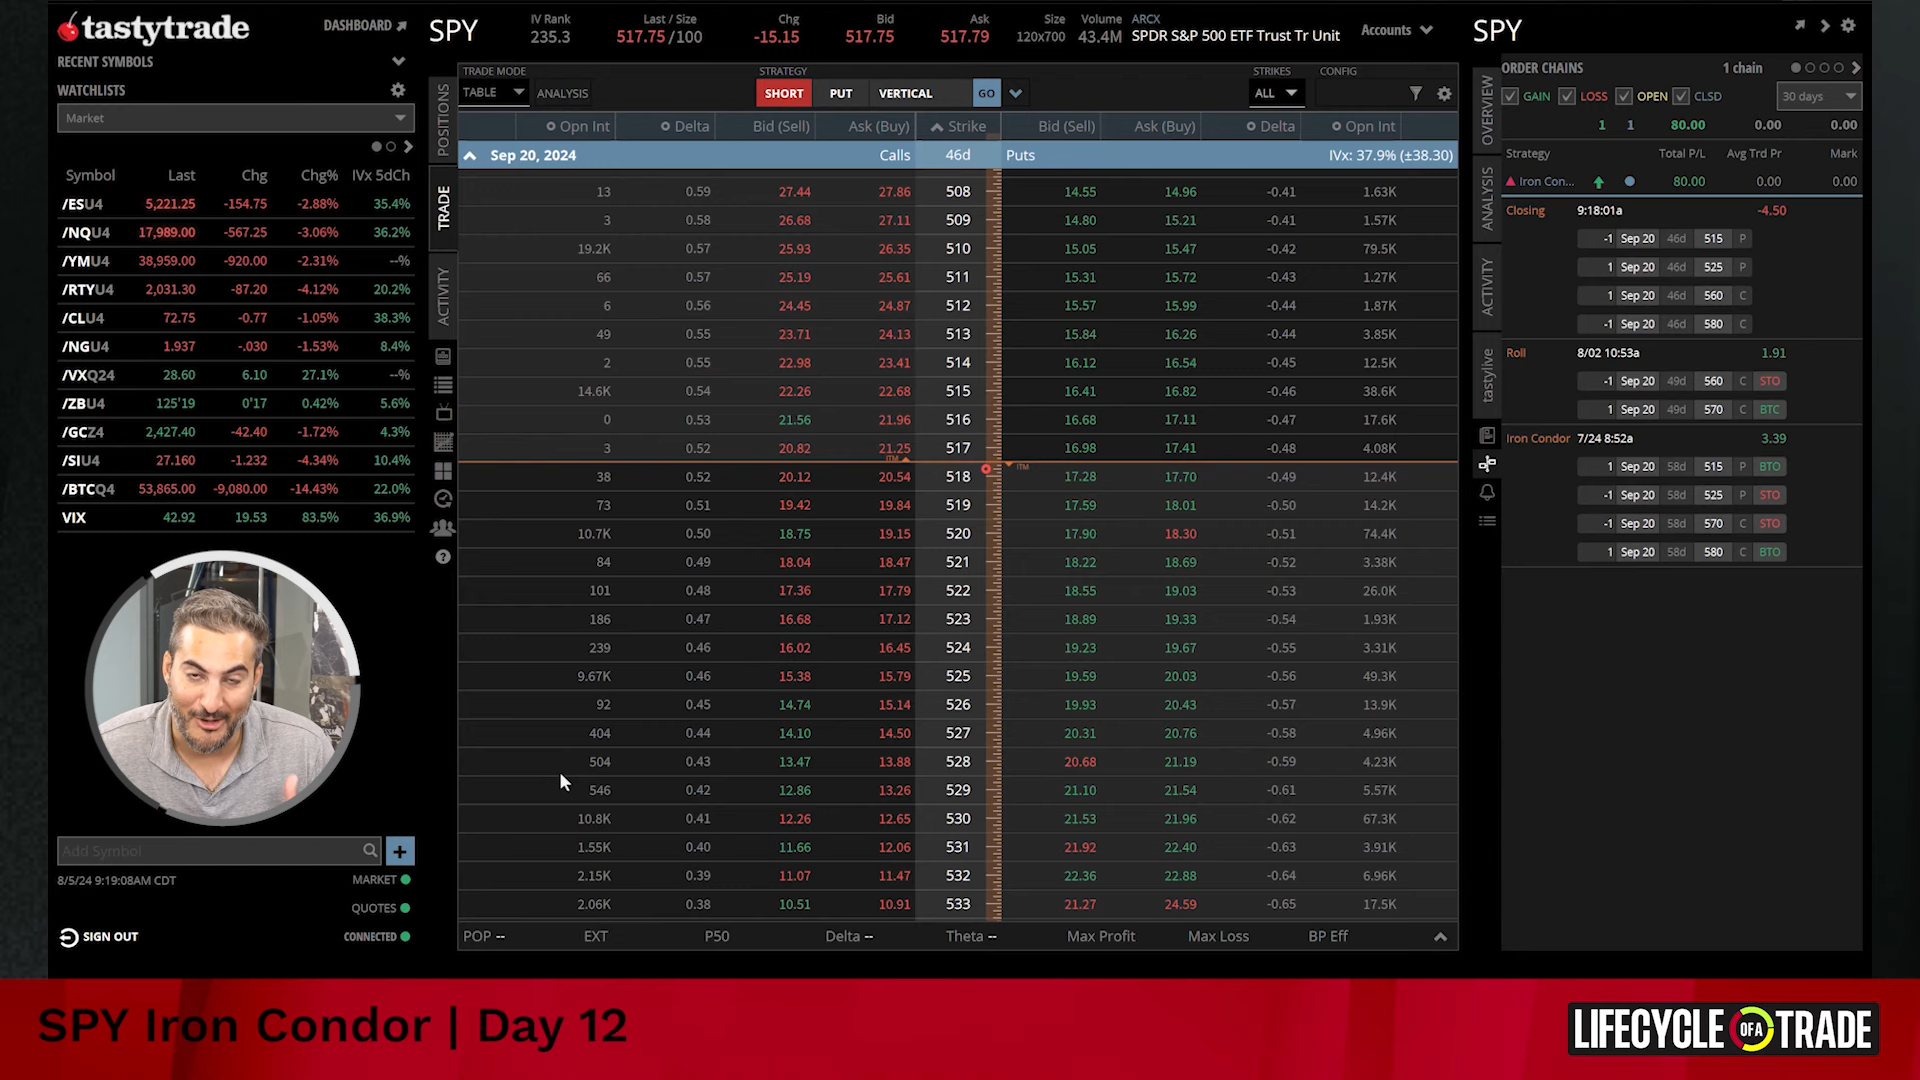 tastytrade
DASHBOARD
RECENT SYMBOLS
WATCHLISTS
Market
Symbol Last Chg Chg% IVx 5dCh
/ESU4 5,221.25 -154.75 -2.88% 35.4%
/NQU4 17,989.00 -567.25 -3.06% 36.2%
/YMU4 38,959.00 -920.00 -2.31% --%
/RTYU4 2,031.30 -87.20 -4.12% 20.2%
/CLU4 72.75 -0.77 -1.05% 38.3%
/NGU4 1.937 -.030 -1.53% 8.4%
/VXQ24 28.60 6.10 27.1% --%
/ZBU4 125'19 0'17 0.42% 5.6%
/GCZ4 2,427.40 -42.40 -1.72% 4.3%
/SIU4 27.160 -1.232 -4.34% 10.4%
/BTCQ4 53,865.00 -9,080.00 -14.43% 22.0%
VIX 42.92 19.53 83.5% 36.9%
Add Symbol
8/5/24 9:19:08AM CDT MARKET
QUOTES
SIGN OUT CONNECTED
POSITIONS
TRADE
ACTIVITY
SPY
IV Rank Last / Size Chg Bid Ask Size Volume ARCX
235.3 517.75 /100 -15.15 517.75 517.79 120x700 43.4M SPDR S&P 500 ETF Trust Tr Unit
Accounts
TRADE MODE STRATEGY STRIKES CONFIG
TABLE ANALYSIS SHORT PUT VERTICAL GO ALL
Opn Int Delta Bid (Sell) Ask (Buy) Strike Bid (Sell) Ask (Buy) Delta Opn Int
Sep 20, 2024 Calls 46d Puts IVx: 37.9% (±38.30)
13 0.59 27.44 27.86 508 14.55 14.96 -0.41 1.63K
3 0.58 26.68 27.11 509 14.80 15.21 -0.41 1.57K
19.2K 0.57 25.93 26.35 510 15.05 15.47 -0.42 79.5K
66 0.57 25.19 25.61 511 15.31 15.72 -0.43 1.27K
6 0.56 24.45 24.87 512 15.57 15.99 -0.44 1.87K
49 0.55 23.71 24.13 513 15.84 16.26 -0.44 3.85K
2 0.55 22.98 23.41 514 16.12 16.54 -0.45 12.5K
14.6K 0.54 22.26 22.68 515 16.41 16.82 -0.46 38.6K
0 0.53 21.56 21.96 516 16.68 17.11 -0.47 17.6K
3 0.52 20.82 21.25 517 16.98 17.41 -0.48 4.08K
ITM ITM
38 0.52 20.12 20.54 518 17.28 17.70 -0.49 12.4K
73 0.51 19.42 19.84 519 17.59 18.01 -0.50 14.2K
10.7K 0.50 18.75 19.15 520 17.90 18.30 -0.51 74.4K
84 0.49 18.04 18.47 521 18.22 18.69 -0.52 3.38K
101 0.48 17.36 17.79 522 18.55 19.03 -0.53 26.0K
186 0.47 16.68 17.12 523 18.89 19.33 -0.54 1.93K
239 0.46 16.02 16.45 524 19.23 19.67 -0.55 3.31K
9.67K 0.46 15.38 15.79 525 19.59 20.03 -0.56 49.3K
92 0.45 14.74 15.14 526 19.93 20.43 -0.57 13.9K
404 0.44 14.10 14.50 527 20.31 20.76 -0.58 4.96K
504 0.43 13.47 13.88 528 20.68 21.19 -0.59 4.23K
546 0.42 12.86 13.26 529 21.10 21.54 -0.61 5.57K
10.8K 0.41 12.26 12.65 530 21.53 21.96 -0.62 67.3K
1.55K 0.40 11.66 12.06 531 21.92 22.40 -0.63 3.91K
2.15K 0.39 11.07 11.47 532 22.36 22.88 -0.64 6.96K
2.06K 0.38 10.51 10.91 533 21.27 24.59 -0.65 17.5K
POP -- EXT P50 Delta -- Theta -- Max Profit Max Loss BP Eff
SPY
OVERVIEW
ANALYSIS
ACTIVITY
tastylive
ORDER CHAINS 1 chain
GAIN LOSS OPEN CLSD 30 days
1 1 80.00 0.00 0.00
Strategy Total P/L Avg Trd Pr Mark
Iron Con... 80.00 0.00 0.00
Closing 9:18:01a -4.50
-1 Sep 20 46d 515 P
1 Sep 20 46d 525 P
1 Sep 20 46d 560 C
-1 Sep 20 46d 580 C
Roll 8/02 10:53a 1.91
-1 Sep 20 49d 560 C STO
1 Sep 20 49d 570 C BTC
Iron Condor 7/24 8:52a 3.39
1 Sep 20 58d 515 P BTO
-1 Sep 20 58d 525 P STO
-1 Sep 20 58d 570 C STO
1 Sep 20 58d 580 C BTO
SPY Iron Condor | Day 12
LIFECYCLE OF A TRADE